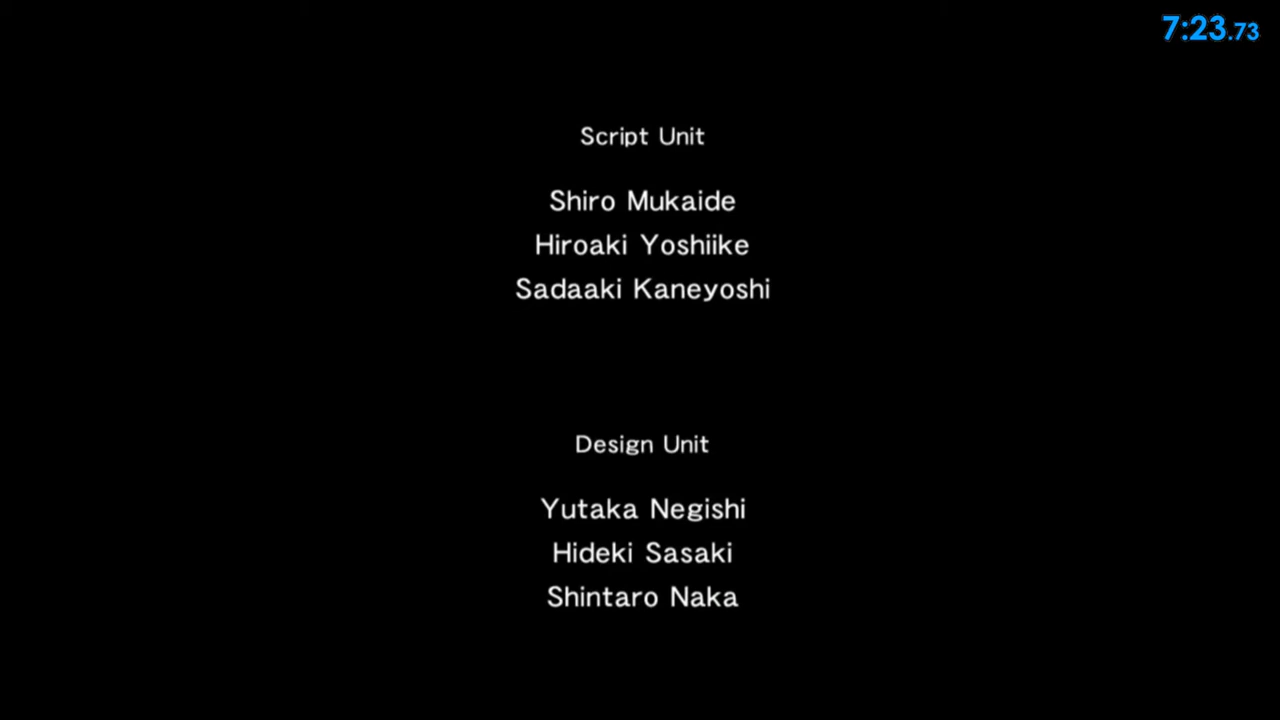 7:23.73
Script Unit
Shiro Mukaide
Hiroaki Yoshiike
Sadaaki Kaneyoshi
Design Unit
Yutaka Negishi
Hideki Sasaki
Shintaro Naka